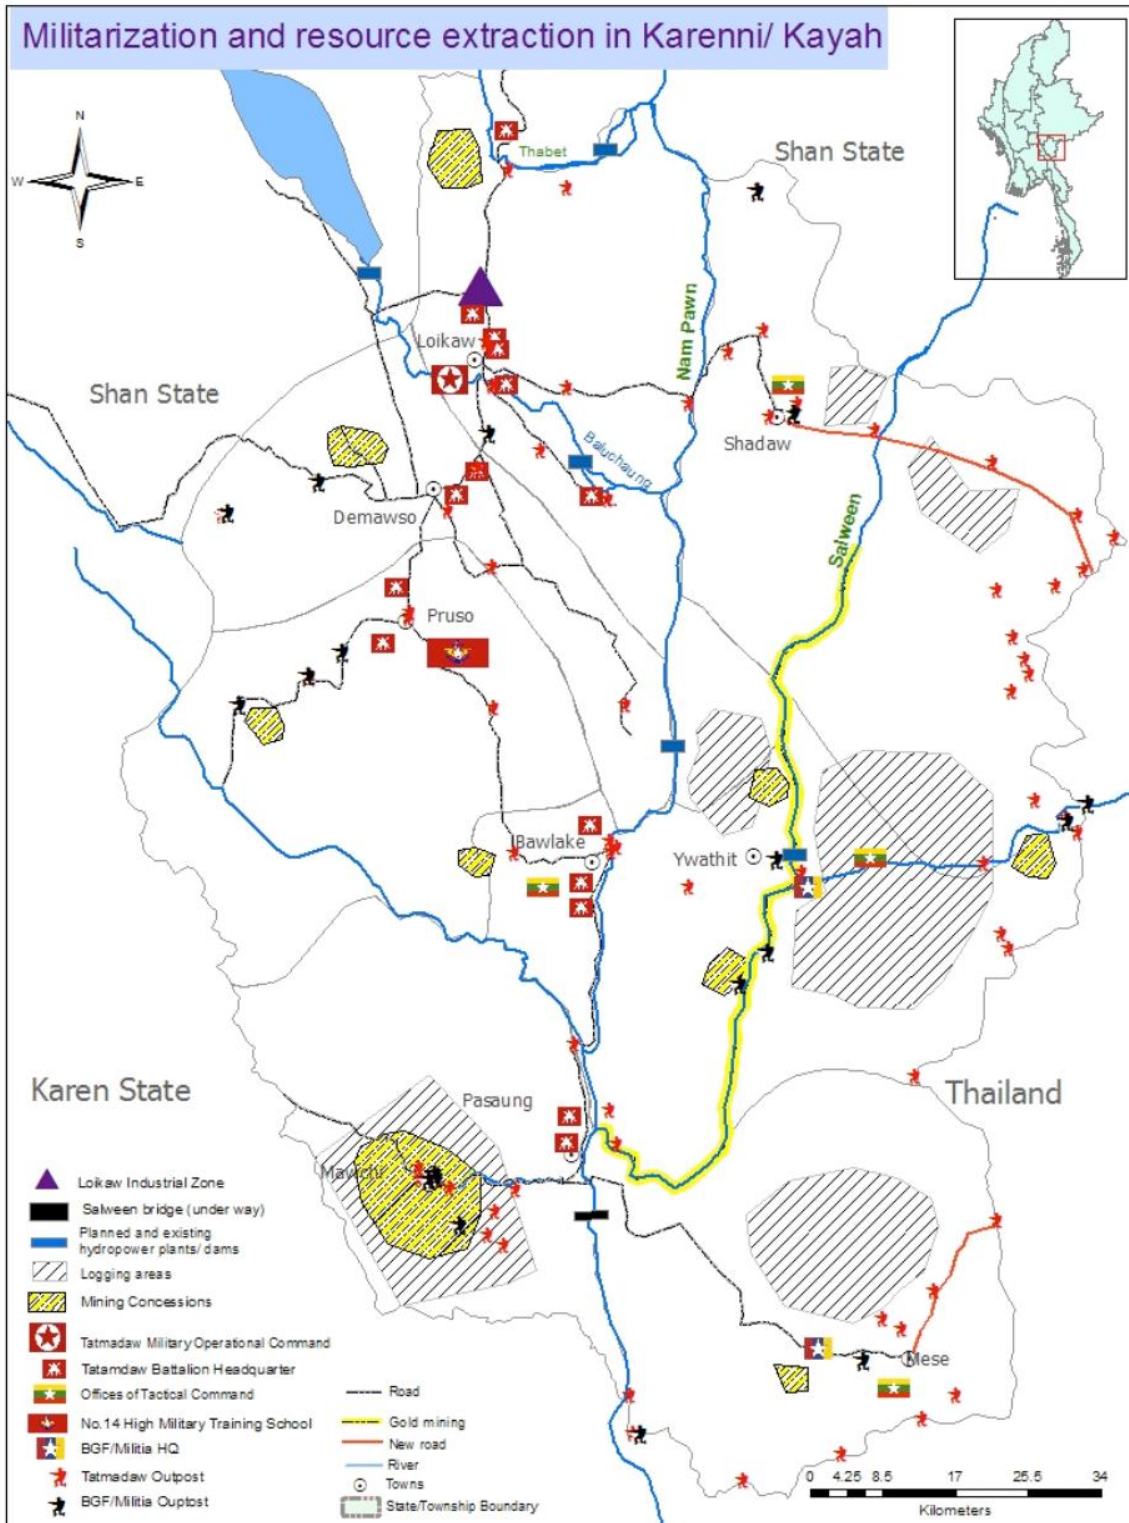 Militarization and resource extraction in Karenni/ Kayah
N
W
E
S
Thabet
Shan State
Nam Pawn
Loikaw
Shan State
Baluchaung
Shadaw
Demawso
Salween
Pruso
Bawlake
Ywathit
Karen State
Pasaung
Thailand
Mawchi
Mese
Loikaw Industrial Zone
Salween bridge (under way)
Planned and existing
hydropower plants/ dams
Logging areas
Mining Concessions
Tatmadaw Military Operational Command
Tatamdaw Battalion Headquarter
Offices of Tactical Command
No.14 High Military Training School
BGF/Militia HQ
Tatmadaw Outpost
BGF/Militia Ouptost
Road
Gold mining
New road
River
Towns
State/Township Boundary
0 4.25 8.5 17 25.5 34
Kilometers